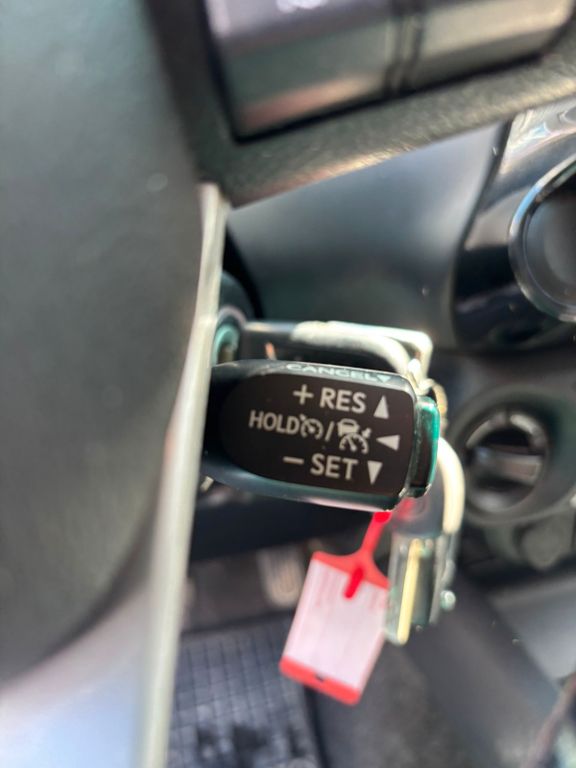 CANCEL▼
+ RES ▲
HOLD / ◄
− SET ▼